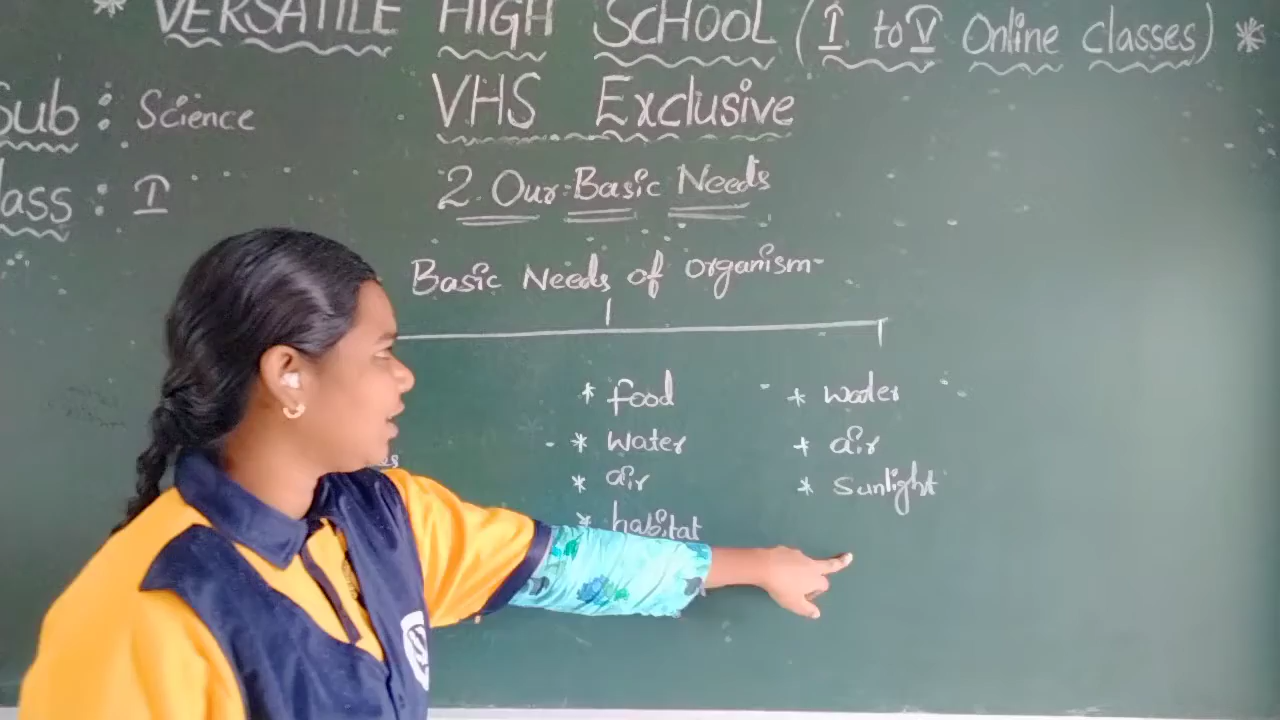 * VERSATILE HIGH SCHOOL (I to V Online classes) *
Sub : Science
VHS Exclusive
2. Our Basic Needs
lass : I
Basic Needs of organism
* food
* water
* air
* habitat
* water
* air
* Sunlight